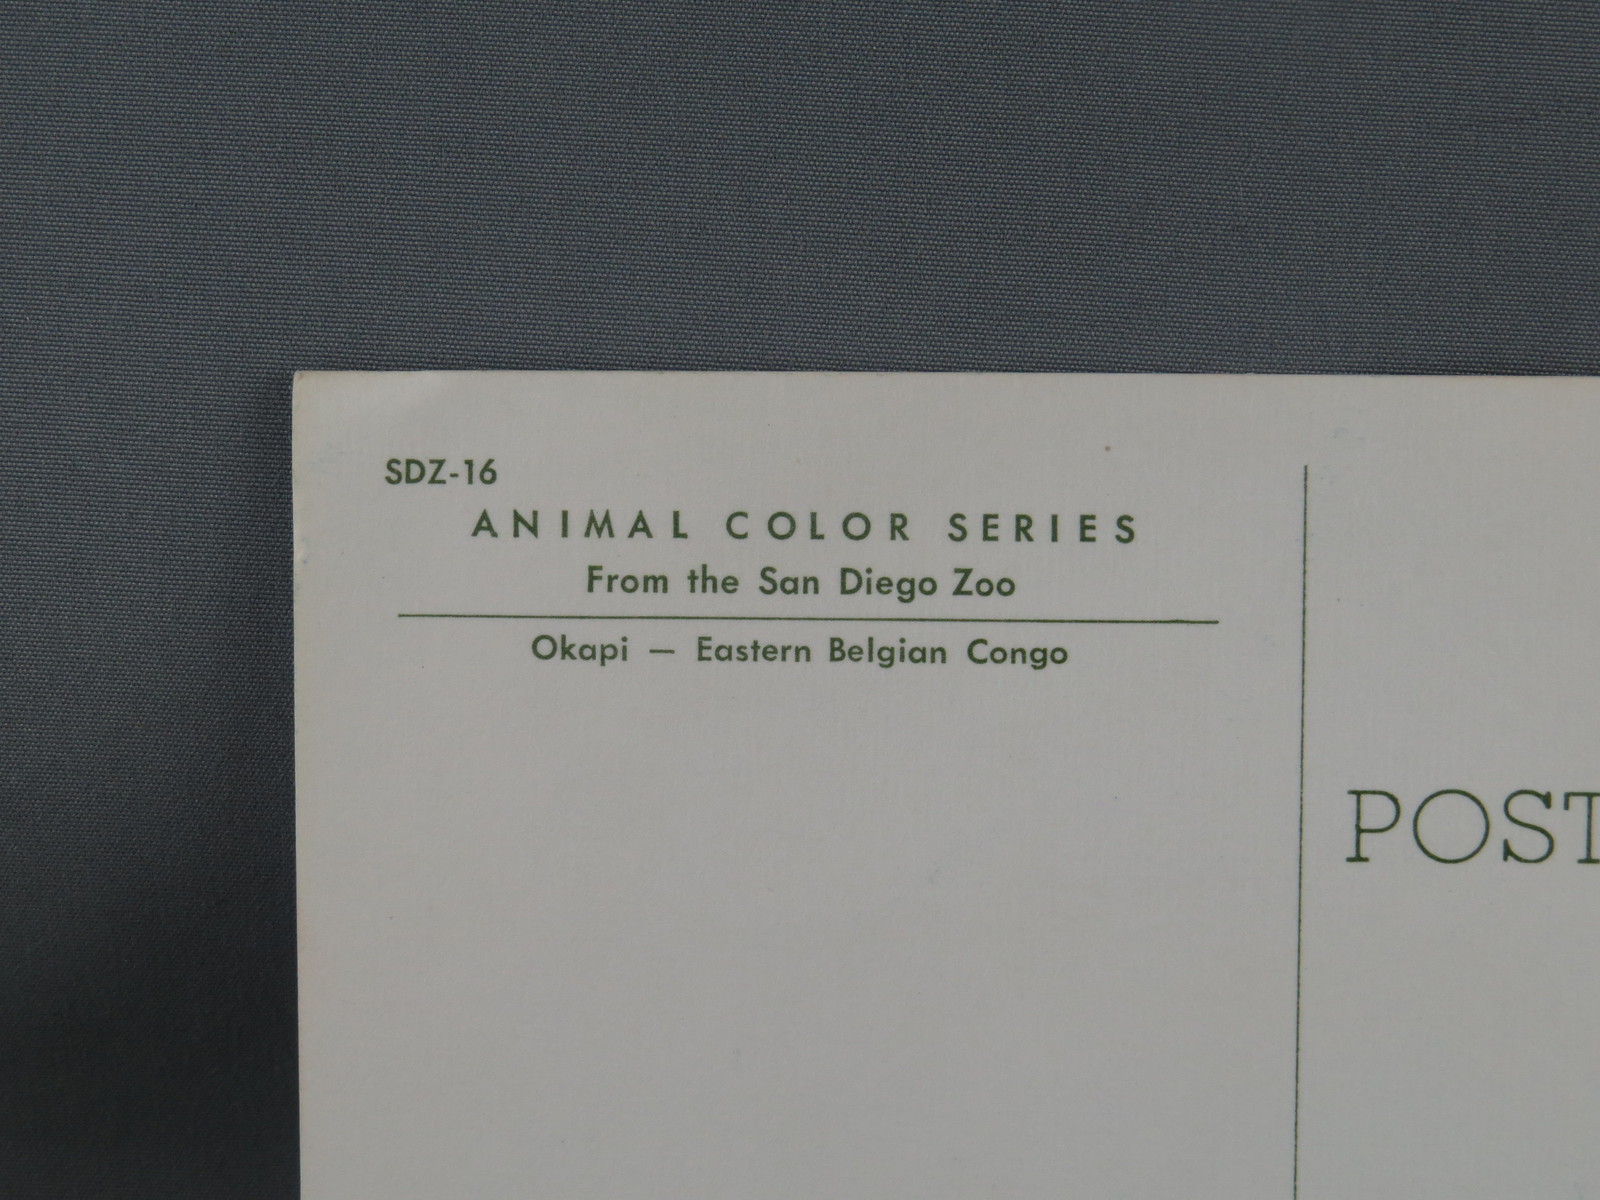 SDZ-16
ANIMAL COLOR SERIES
From the San Diego Zoo
Okapi — Eastern Belgian Congo
POST